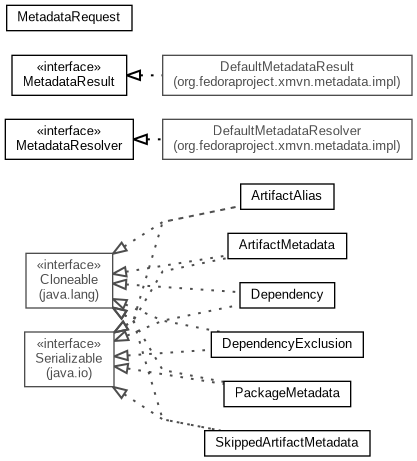 MetadataRequest
«interface»
MetadataResult
DefaultMetadataResult
(org.fedoraproject.xmvn.metadata.impl)
«interface»
MetadataResolver
DefaultMetadataResolver
(org.fedoraproject.xmvn.metadata.impl)
ArtifactAlias
ArtifactMetadata
«interface»
Cloneable
(java.lang)
Dependency
DependencyExclusion
«interface»
Serializable
(java.io)
PackageMetadata
SkippedArtifactMetadata